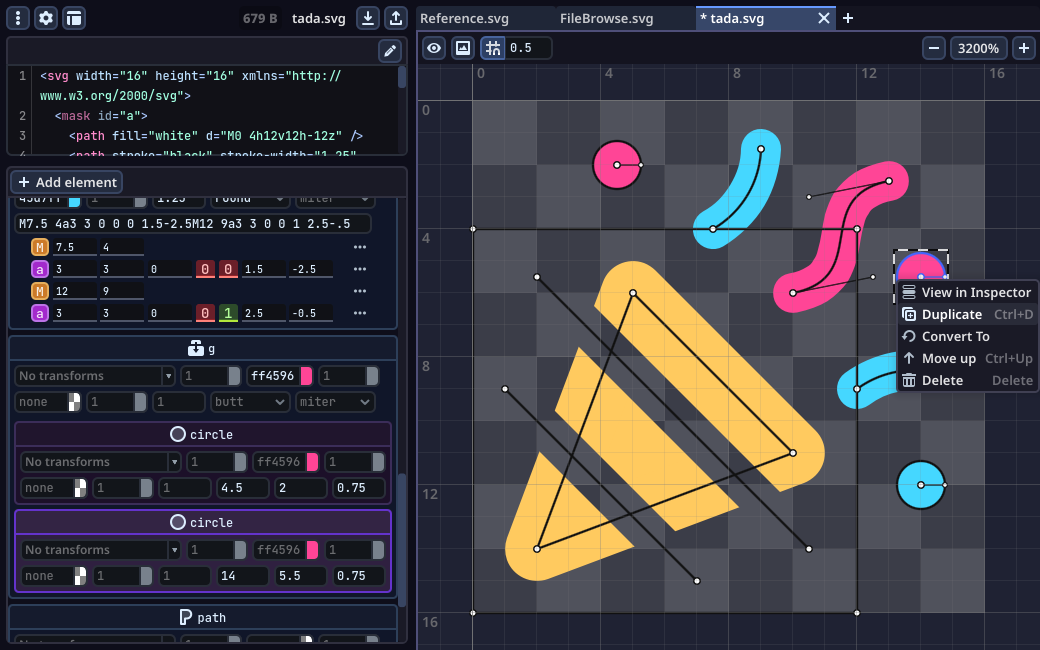 679 B tada.svg
Reference.svg FileBrowse.svg * tada.svg
0.5 3200%
1 <svg width="16" height="16" xmlns="http://
www.w3.org/2000/svg">
2 <mask id="a">
3 <path fill="white" d="M0 4h12v12h-12z" />
4 <path stroke="black" stroke-width="1.25"
+ Add element
45d7ff 1 1.25 round miter
M7.5 4a3 3 0 0 0 1.5-2.5M12 9a3 3 0 0 1 2.5-.5
M 7.5 4
a 3 3 0 0 0 1.5 -2.5
M 12 9
a 3 3 0 0 1 2.5 -0.5
g
No transforms 1 ff4596 1
none 1 1 butt miter
circle
No transforms 1 ff4596 1
none 1 1 4.5 2 0.75
circle
No transforms 1 ff4596 1
none 1 1 14 5.5 0.75
path
No transforms 1 1
0 4 8 12 16
0
4
8
12
16
View in Inspector
Duplicate Ctrl+D
Convert To
Move up Ctrl+Up
Delete Delete